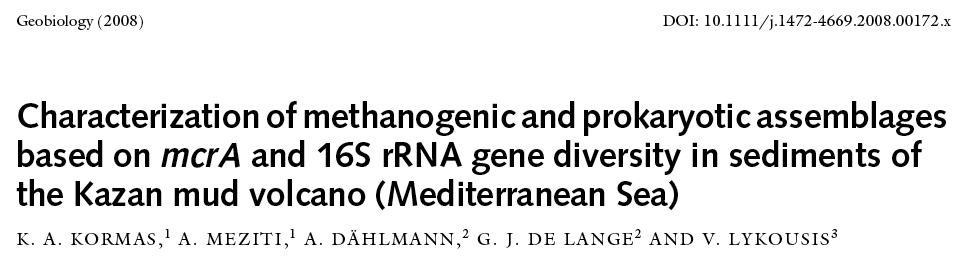 Geobiology (2008)
DOI: 10.1111/j.1472-4669.2008.00172.x
Characterization of methanogenic and prokaryotic assemblages
based on mcrA and 16S rRNA gene diversity in sediments of
the Kazan mud volcano (Mediterranean Sea)
K. A. KORMAS,¹ A. MEZITI,¹ A. DÄHLMANN,² G. J. DE LANGE² AND V. LYKOUSIS³